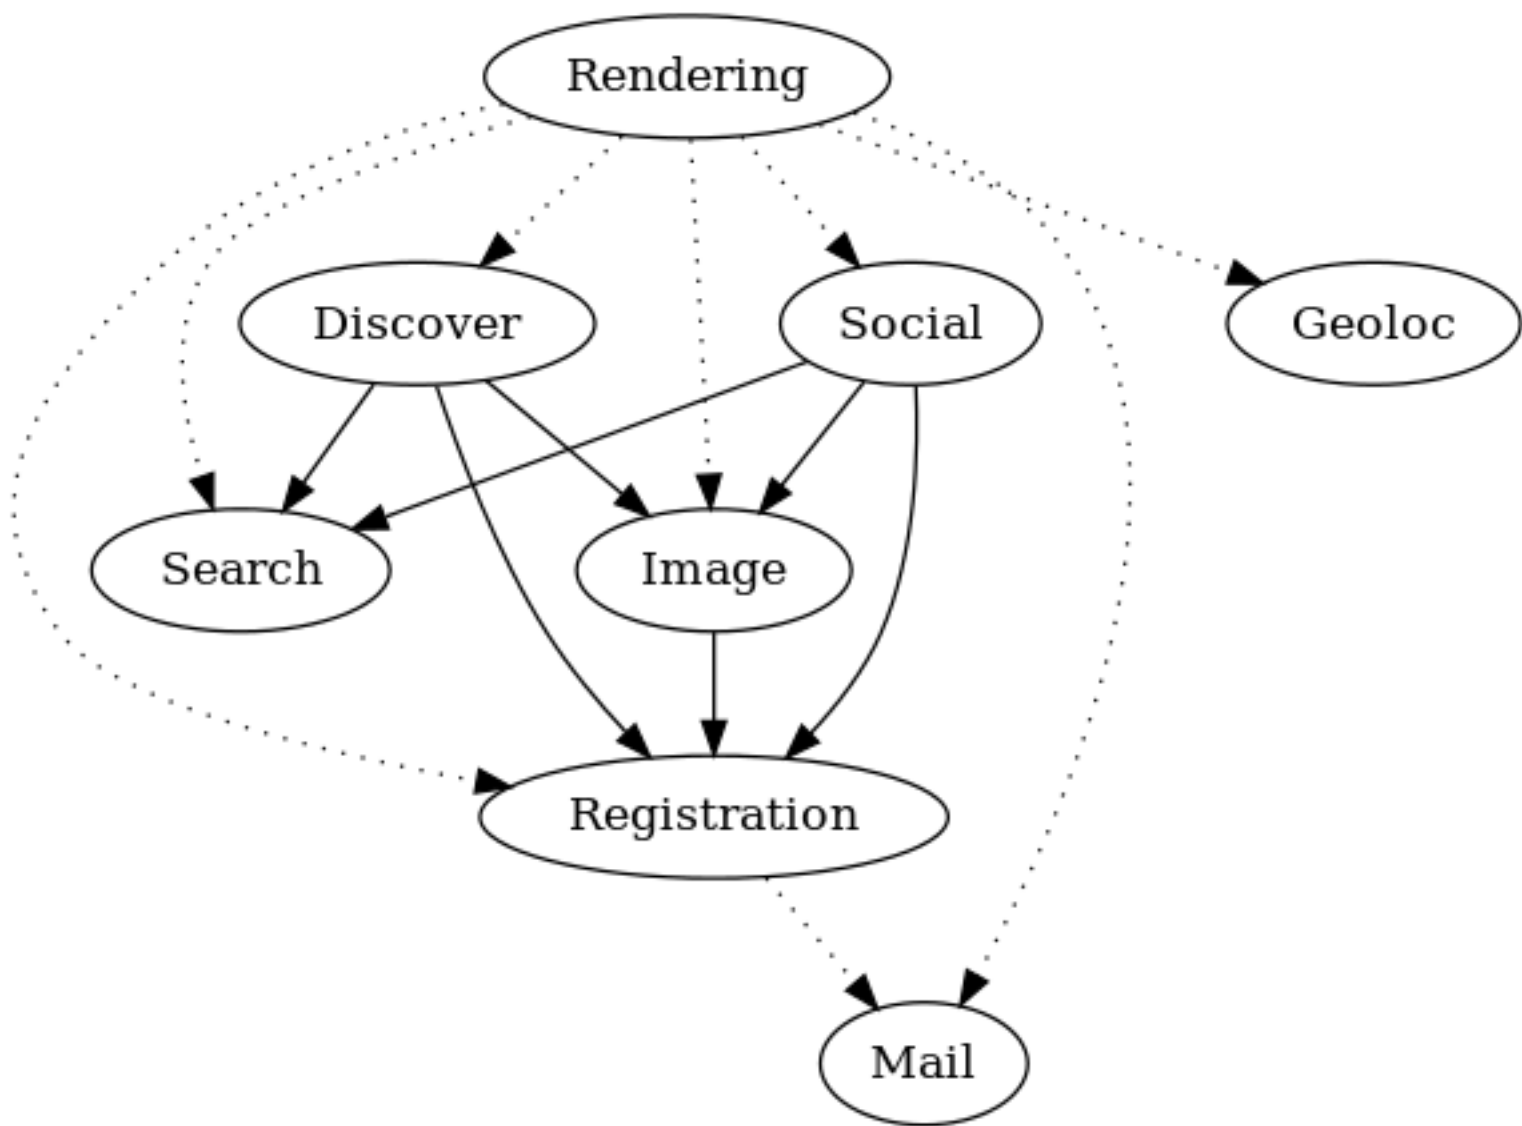 Rendering
Discover
Social
Geoloc
Search
Image
Registration
Mail